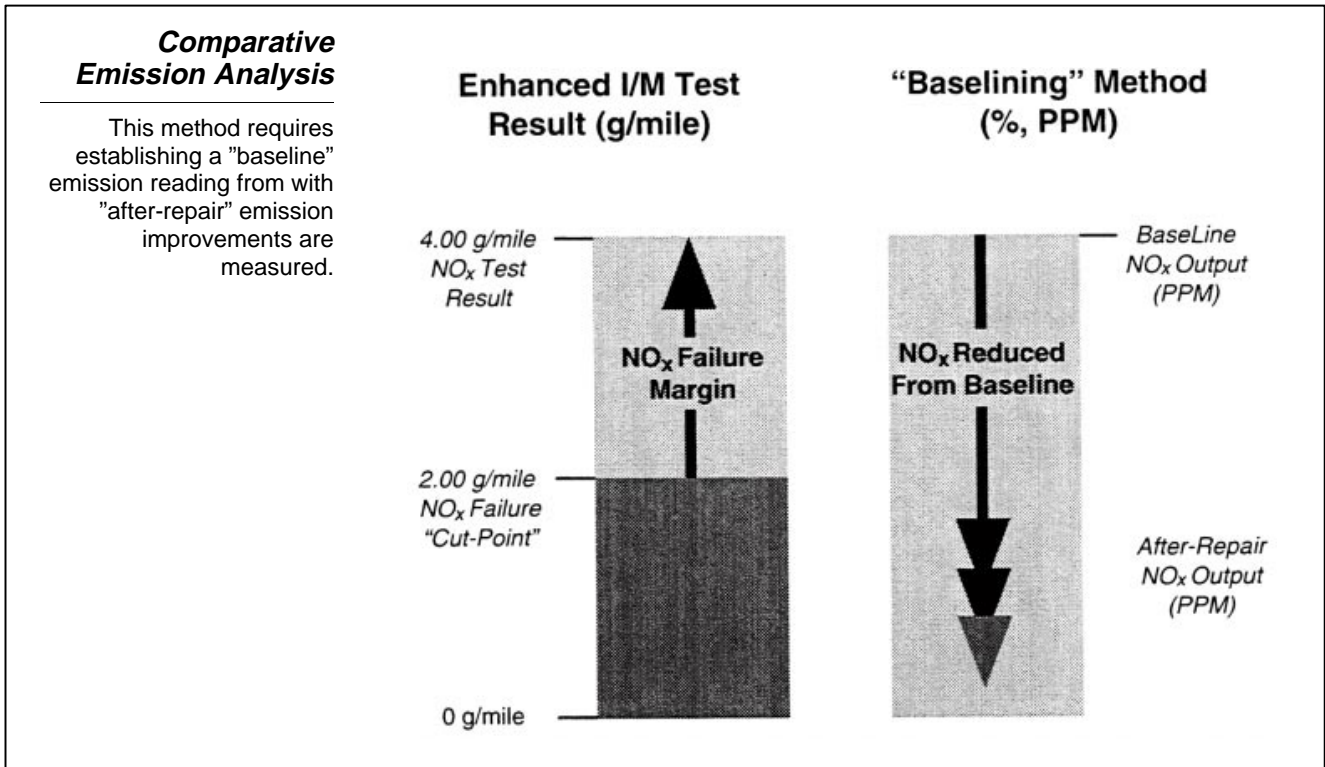 Comparative
Emission Analysis
This method requires
establishing a ”baseline”
emission reading from with
”after-repair” emission
improvements are
measured.
Enhanced I/M Test
Result (g/mile)
“Baselining” Method
(%, PPM)
4.00 g/mile
NOx Test
Result
NOx Failure
Margin
2.00 g/mile
NOx Failure
“Cut-Point”
0 g/mile
BaseLine
NOx Output
(PPM)
NOx Reduced
From Baseline
After-Repair
NOx Output
(PPM)